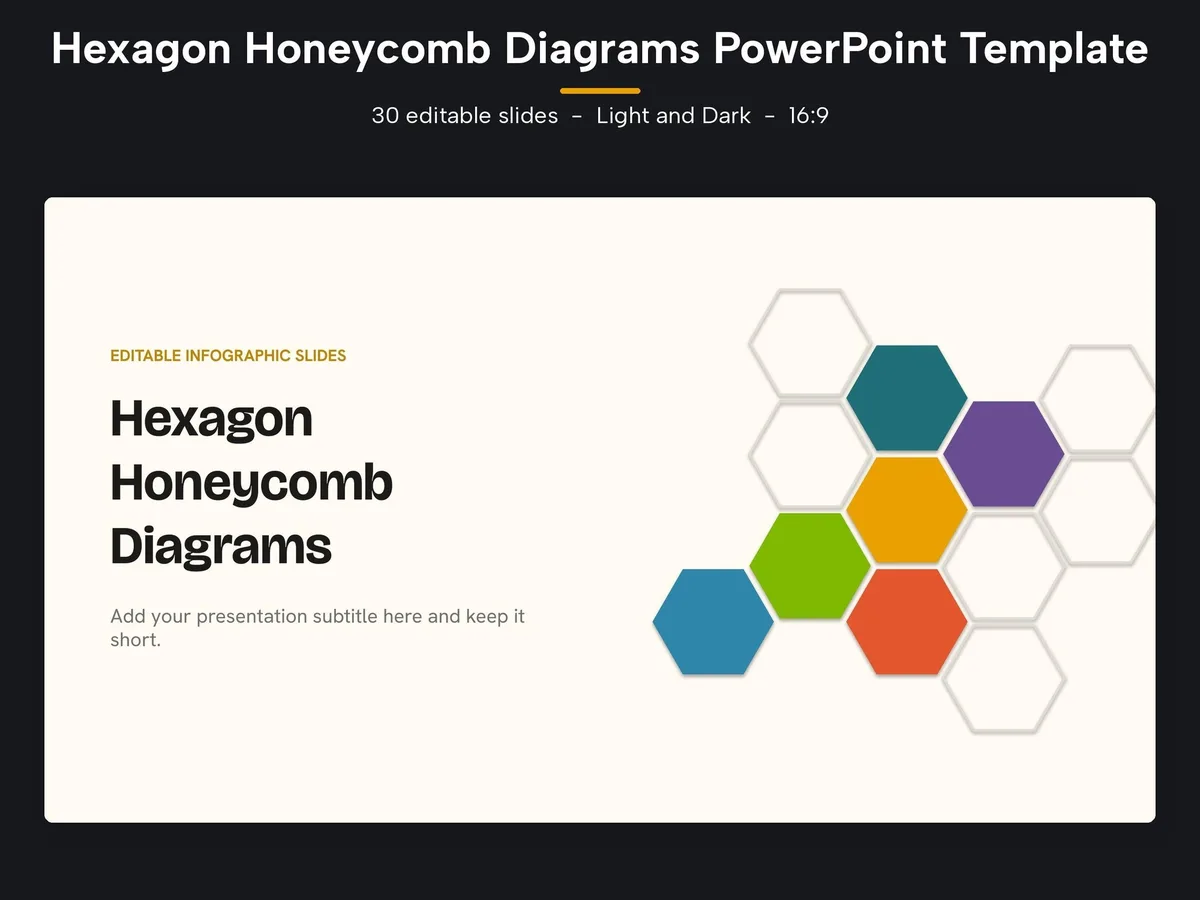 Hexagon Honeycomb Diagrams PowerPoint Template
30 editable slides - Light and Dark - 16:9
EDITABLE INFOGRAPHIC SLIDES
Hexagon
Honeycomb
Diagrams
Add your presentation subtitle here and keep it
short.